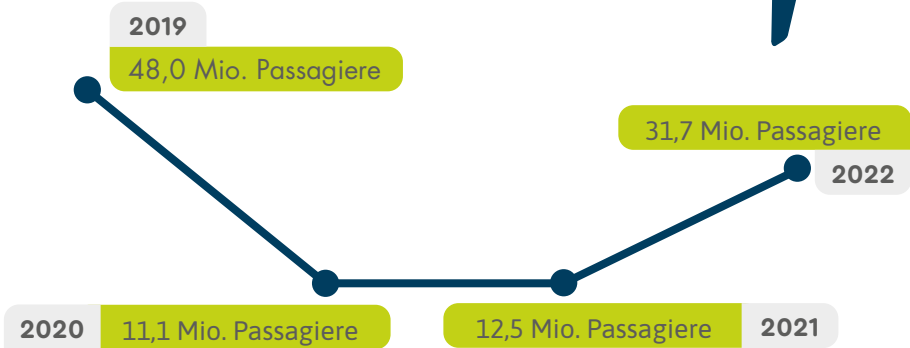 2019
48,0 Mio. Passagiere
31,7 Mio. Passagiere
2022
2020 11,1 Mio. Passagiere
12,5 Mio. Passagiere 2021